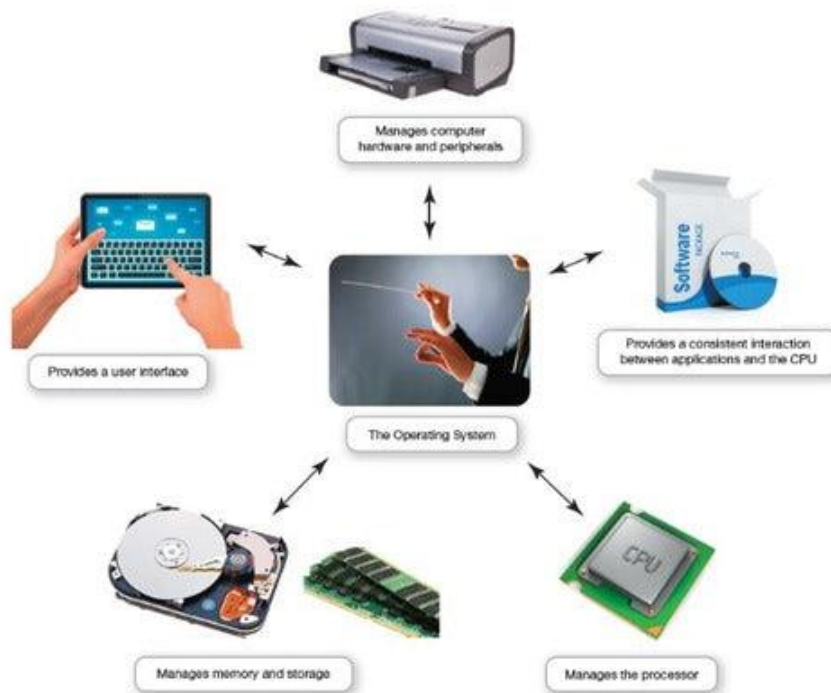 Manages computer
hardware and peripherals
Software
PACKAGE
Provides a user interface
Provides a consistent interaction
between applications and the CPU
The Operating System
CPU
Manages memory and storage
Manages the processor